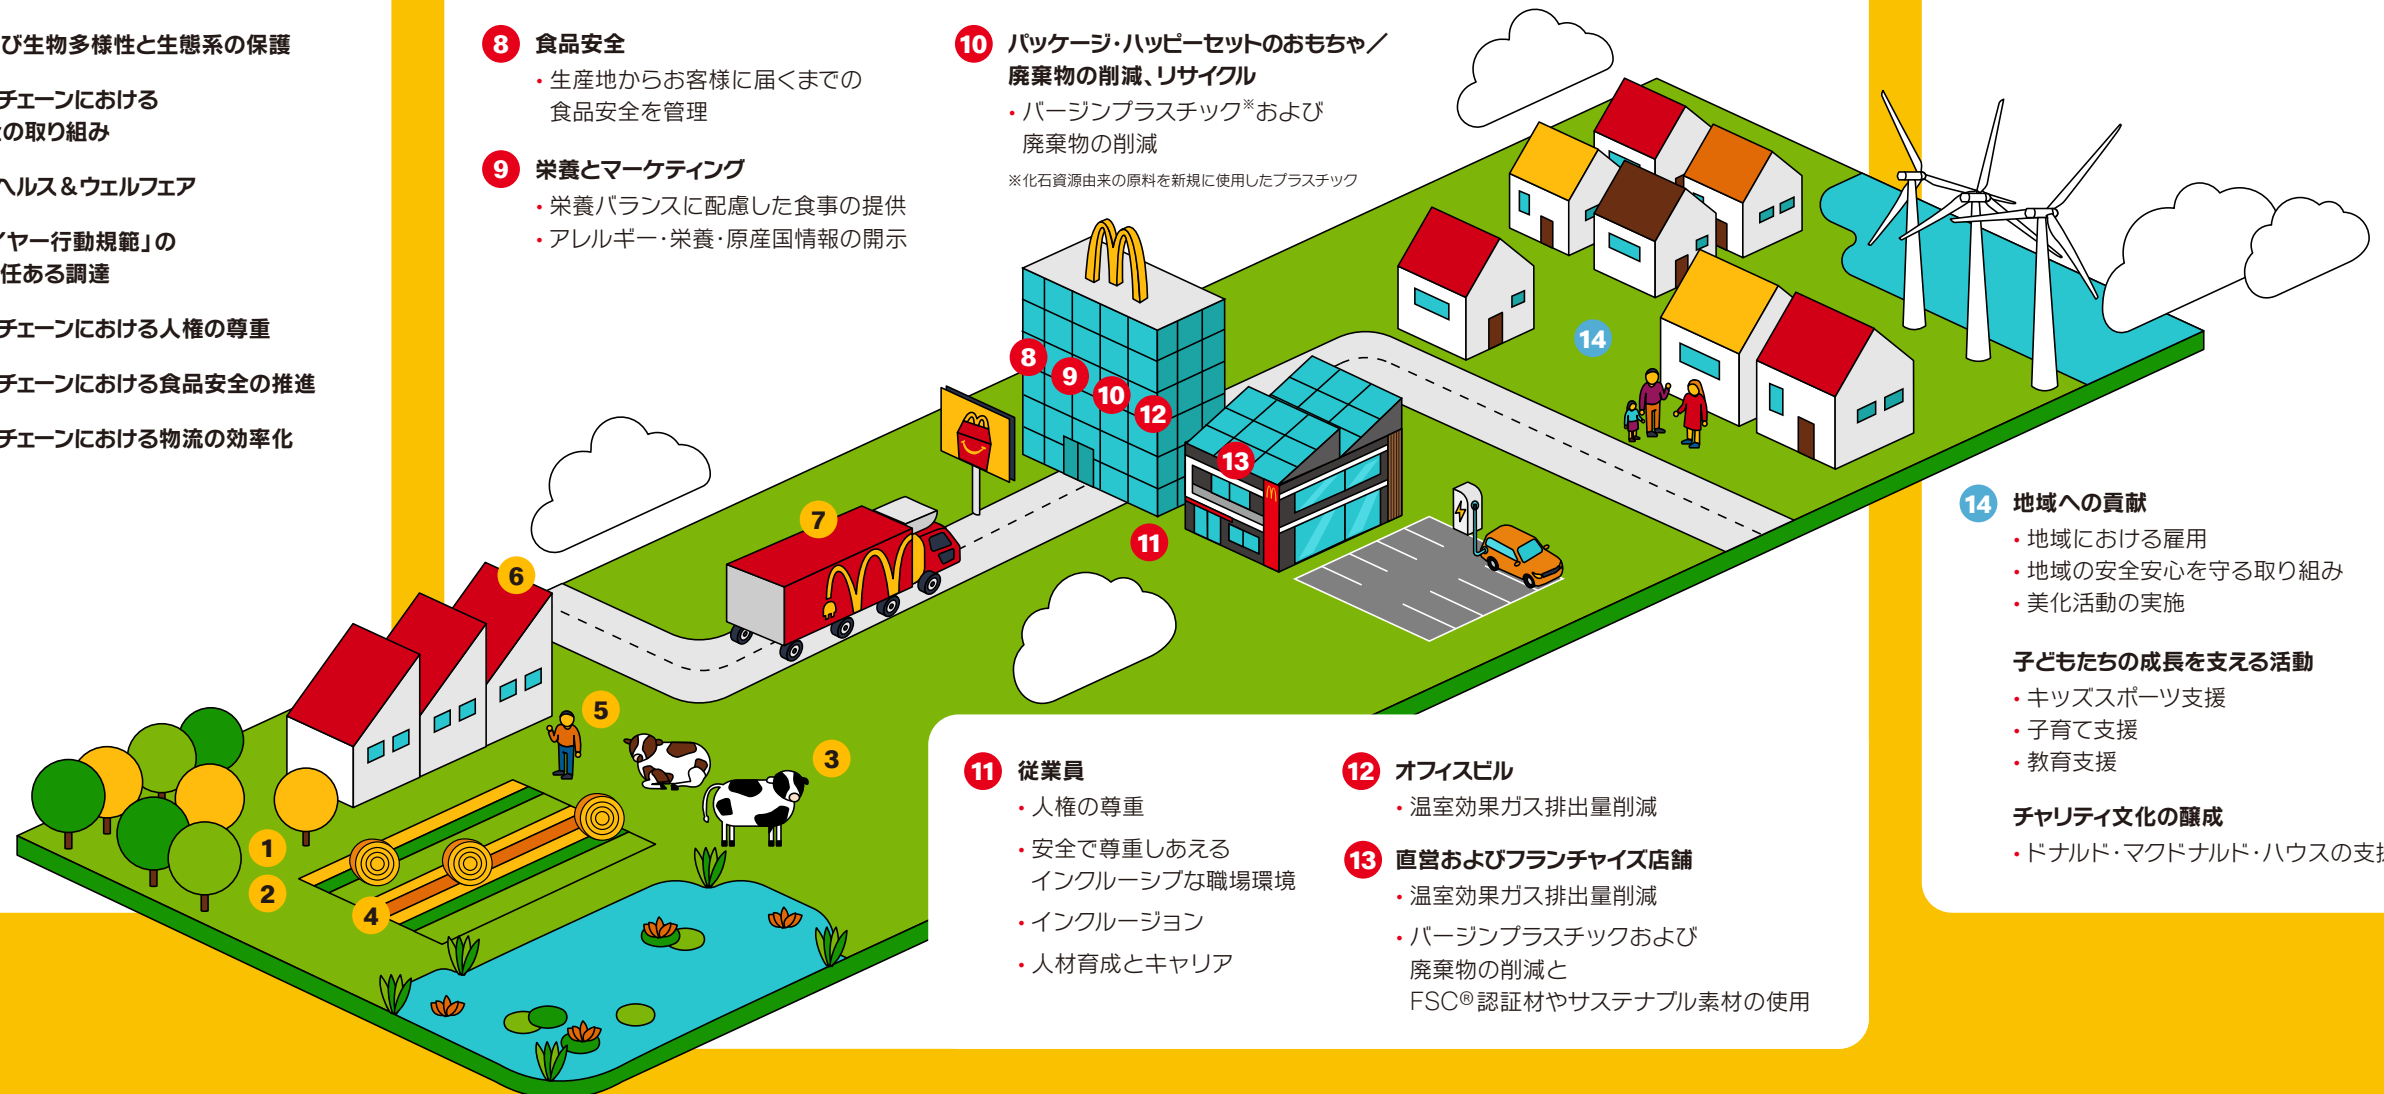 び生物多様性と生態系の保護
チェーンにおける
の取り組み
ヘルス＆ウェルフェア
イヤー行動規範」の
任ある調達
チェーンにおける人権の尊重
チェーンにおける食品安全の推進
チェーンにおける物流の効率化
8 食品安全
・生産地からお客様に届くまでの
食品安全を管理
9 栄養とマーケティング
・栄養バランスに配慮した食事の提供
・アレルギー・栄養・原産国情報の開示
10 パッケージ・ハッピーセットのおもちゃ／
廃棄物の削減、リサイクル
・バージンプラスチック※および
廃棄物の削減
※化石資源由来の原料を新規に使用したプラスチック
14
8
9
10
12
13
11
7
6
5
3
1
2
4
11 従業員
・人権の尊重
・安全で尊重しあえる
インクルーシブな職場環境
・インクルージョン
・人材育成とキャリア
12 オフィスビル
・温室効果ガス排出量削減
13 直営およびフランチャイズ店舗
・温室効果ガス排出量削減
・バージンプラスチックおよび
廃棄物の削減と
FSC®認証材やサステナブル素材の使用
14 地域への貢献
・地域における雇用
・地域の安全安心を守る取り組み
・美化活動の実施
子どもたちの成長を支える活動
・キッズスポーツ支援
・子育て支援
・教育支援
チャリティ文化の醸成
・ドナルド・マクドナルド・ハウスの支援